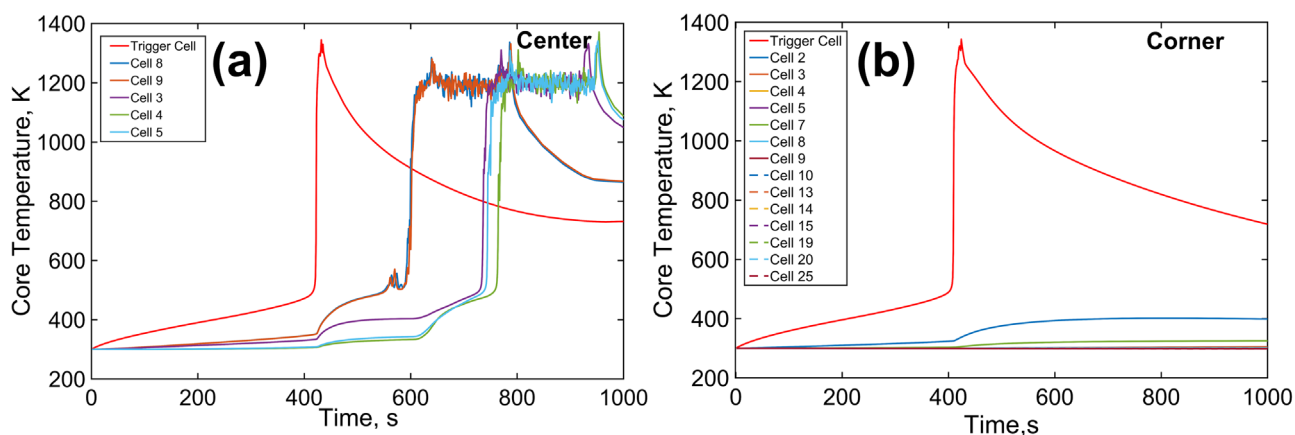 1400
1200
1000
800
600
400
200
Core Temperature, K
0 200 400 600 800 1000
Time, s
(a)
Center
Trigger Cell
Cell 8
Cell 9
Cell 3
Cell 4
Cell 5
1400
1200
1000
800
600
400
200
Core Temperature, K
0 200 400 600 800 1000
Time,s
(b)
Corner
Trigger Cell
Cell 2
Cell 3
Cell 4
Cell 5
Cell 7
Cell 8
Cell 9
Cell 10
Cell 13
Cell 14
Cell 15
Cell 19
Cell 20
Cell 25